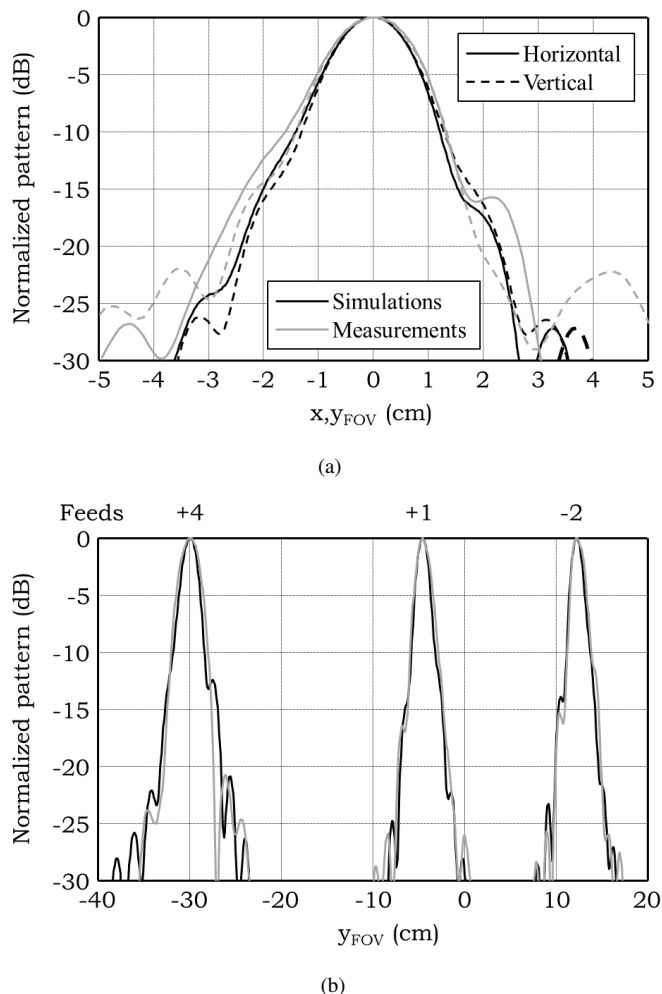 0
-5
-10
-15
-20
-25
-30
Normalized pattern (dB)
Horizontal
Vertical
Simulations
Measurements
-5 -4 -3 -2 -1 0 1 2 3 4 5
x,yFOV (cm)
(a)
Feeds +4 +1 -2
0
-5
-10
-15
-20
-25
-30
Normalized pattern (dB)
-40 -30 -20 -10 0 10 20
yFOV (cm)
(b)